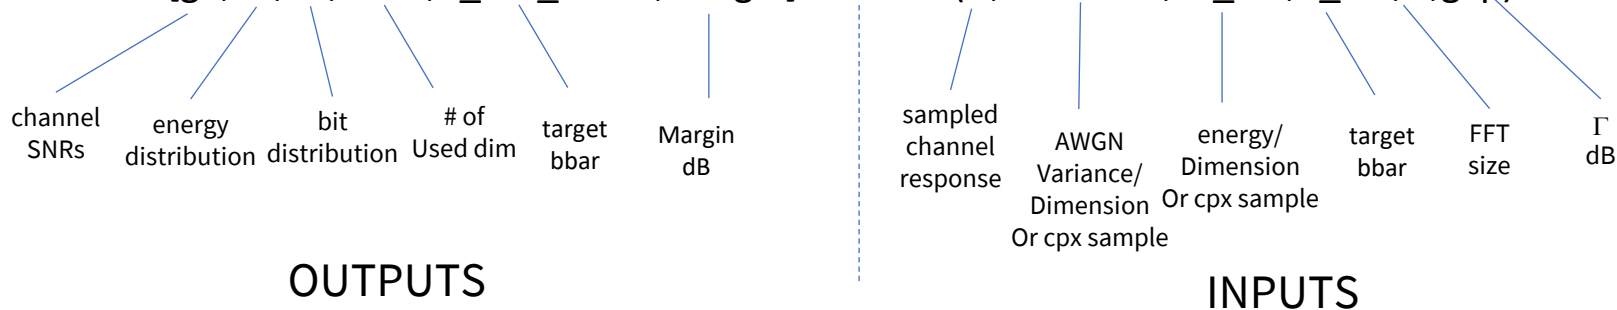 channel
SNRs
energy
distribution
bit
distribution
# of
Used dim
target
bbar
Margin
dB
sampled
channel
response
AWGN
Variance/
Dimension
Or cpx sample
energy/
Dimension
Or cpx sample
target
bbar
FFT
size
Γ
dB
OUTPUTS
INPUTS